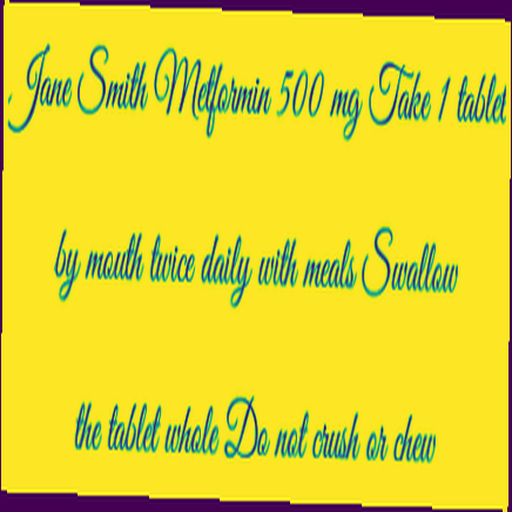 Jane Smith Metformin 500 mg Take 1 tablet
by mouth twice daily with meals Swallow
the tablet whole Do not crush or chew